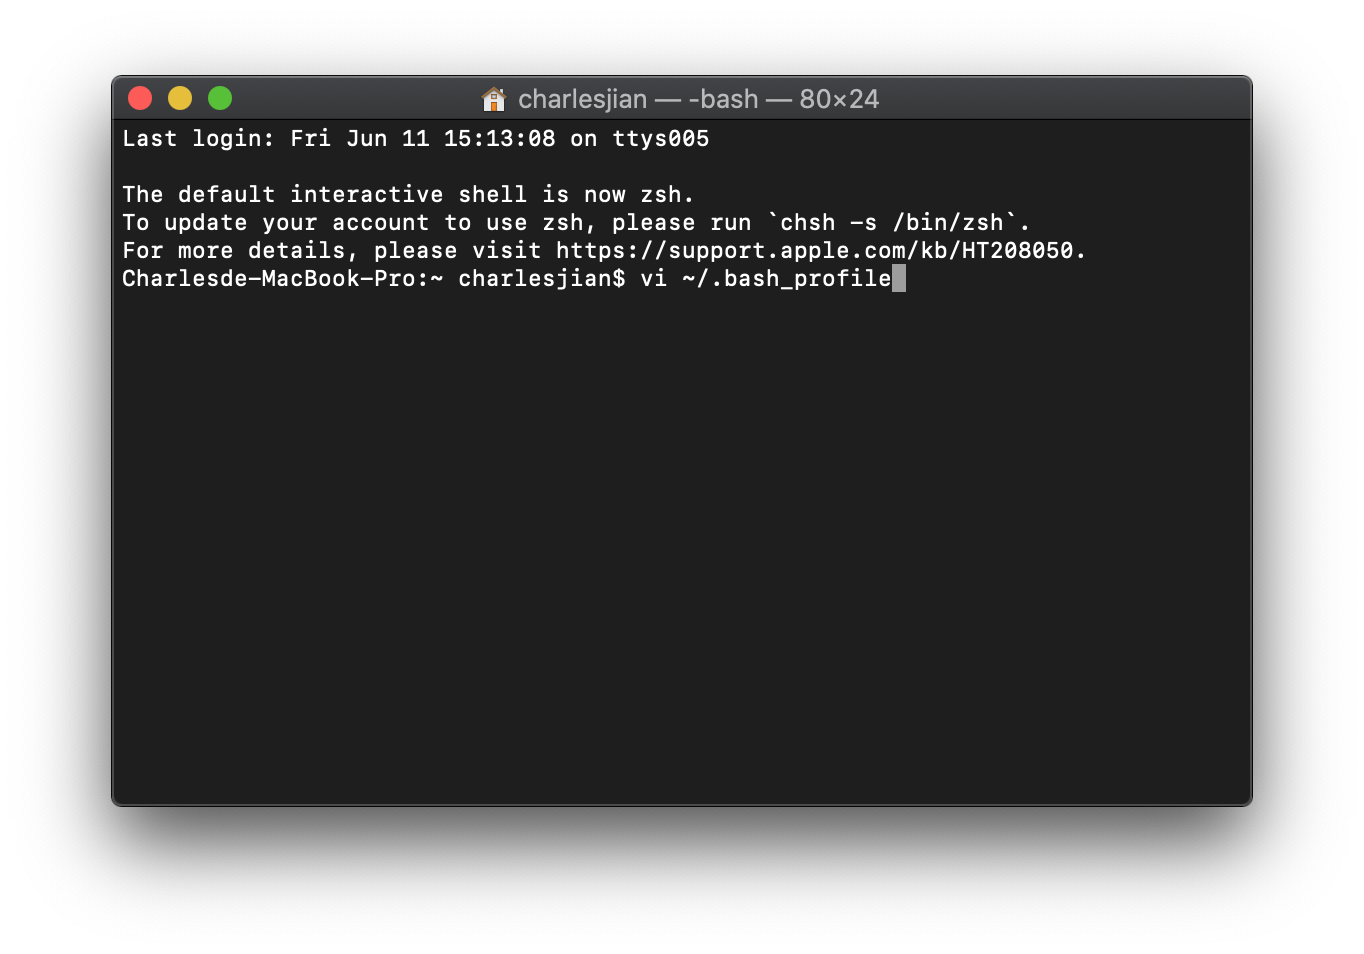 charlesjian — -bash — 80×24
Last login: Fri Jun 11 15:13:08 on ttys005
The default interactive shell is now zsh.
To update your account to use zsh, please run `chsh -s /bin/zsh`.
For more details, please visit https://support.apple.com/kb/HT208050.
Charlesde-MacBook-Pro:~ charlesjian$ vi ~/.bash_profile